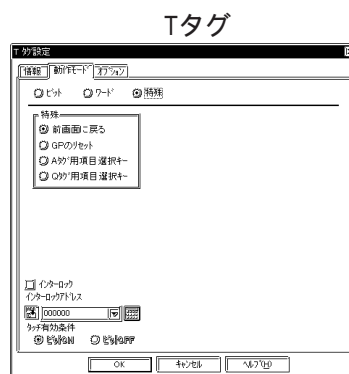 Tタグ
T ﾀｸﾞ設定
情報 動作ﾓｰﾄﾞ ｵﾌﾟｼｮﾝ
ﾋﾞｯﾄ ﾜｰﾄﾞ 特殊
特殊
前画面に戻る
GPのﾘｾｯﾄ
Aﾀｸﾞ用項目選択ｷｰ
Qﾀｸﾞ用項目選択ｷｰ
ｲﾝﾀｰﾛｯｸ
ｲﾝﾀｰﾛｯｸｱﾄﾞﾚｽ
000000
ﾀｯﾁ有効条件
ﾋﾞｯﾄON ﾋﾞｯﾄOFF
OK ｷｬﾝｾﾙ ﾍﾙﾌﾟ(H)